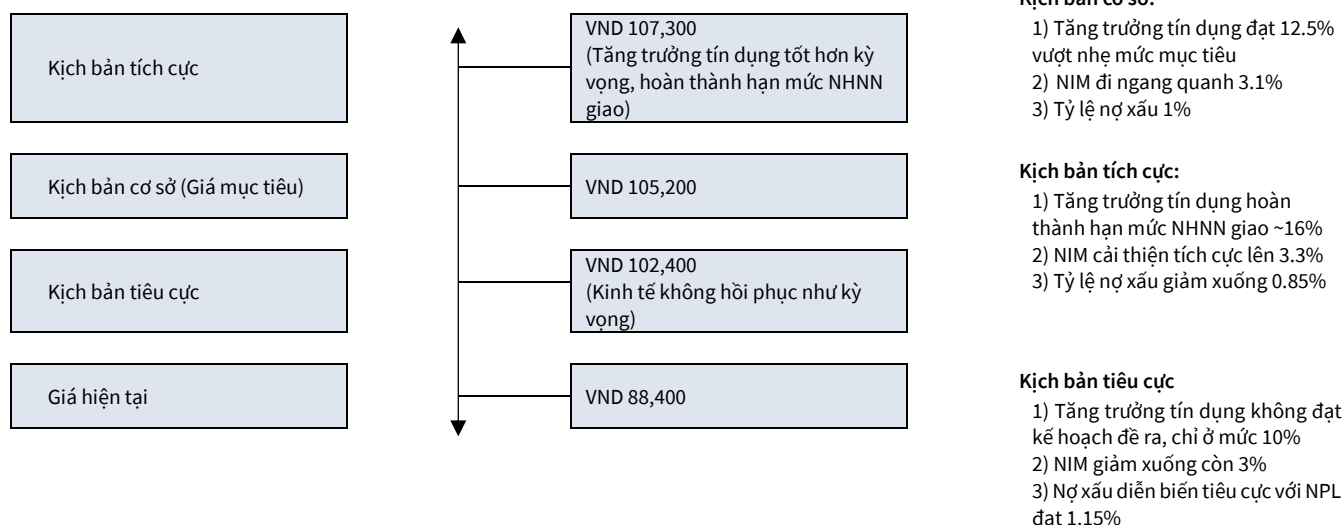 Kịch bản tích cực
VND 107,300
(Tăng trưởng tín dụng tốt hơn kỳ
vọng, hoàn thành hạn mức NHNN
giao)
Kịch bản cơ sở (Giá mục tiêu)
VND 105,200
Kịch bản tiêu cực
VND 102,400
(Kinh tế không hồi phục như kỳ
vọng)
Giá hiện tại
VND 88,400
Kịch bản cơ sở:
1) Tăng trưởng tín dụng đạt 12.5%
vượt nhẹ mức mục tiêu
2) NIM đi ngang quanh 3.1%
3) Tỷ lệ nợ xấu 1%
Kịch bản tích cực:
1) Tăng trưởng tín dụng hoàn
thành hạn mức NHNN giao ~16%
2) NIM cải thiện tích cực lên 3.3%
3) Tỷ lệ nợ xấu giảm xuống 0.85%
Kịch bản tiêu cực
1) Tăng trưởng tín dụng không đạt
kế hoạch đề ra, chỉ ở mức 10%
2) NIM giảm xuống còn 3%
3) Nợ xấu diễn biến tiêu cực với NPL
đạt 1.15%